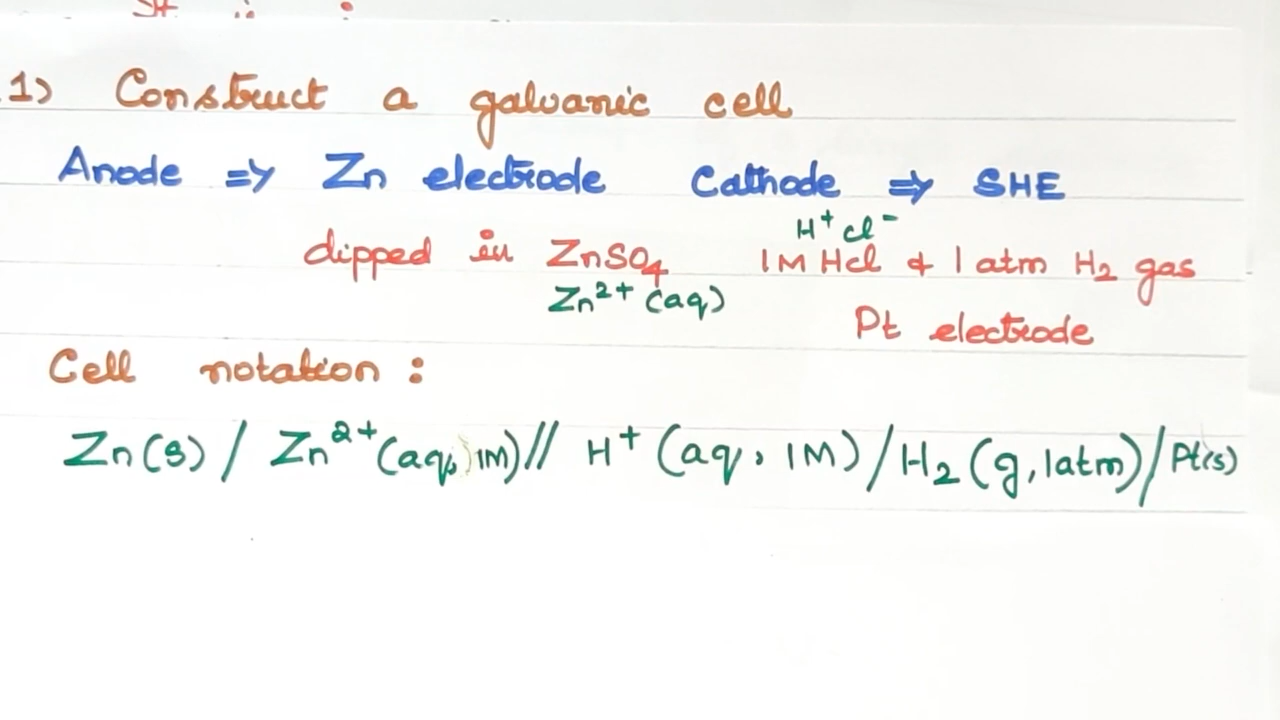 1) Construct a galvanic cell
Anode => Zn electrode Cathode => SHE
H⁺ Cl⁻
dipped in ZnSO₄ 1M HCl & 1 atm H₂ gas
Zn²⁺ (aq)
Pt electrode
Cell notation :
Zn(s) / Zn²⁺(aq, 1M) // H⁺ (aq, 1M) / H₂ (g, 1atm) / Pt(s)